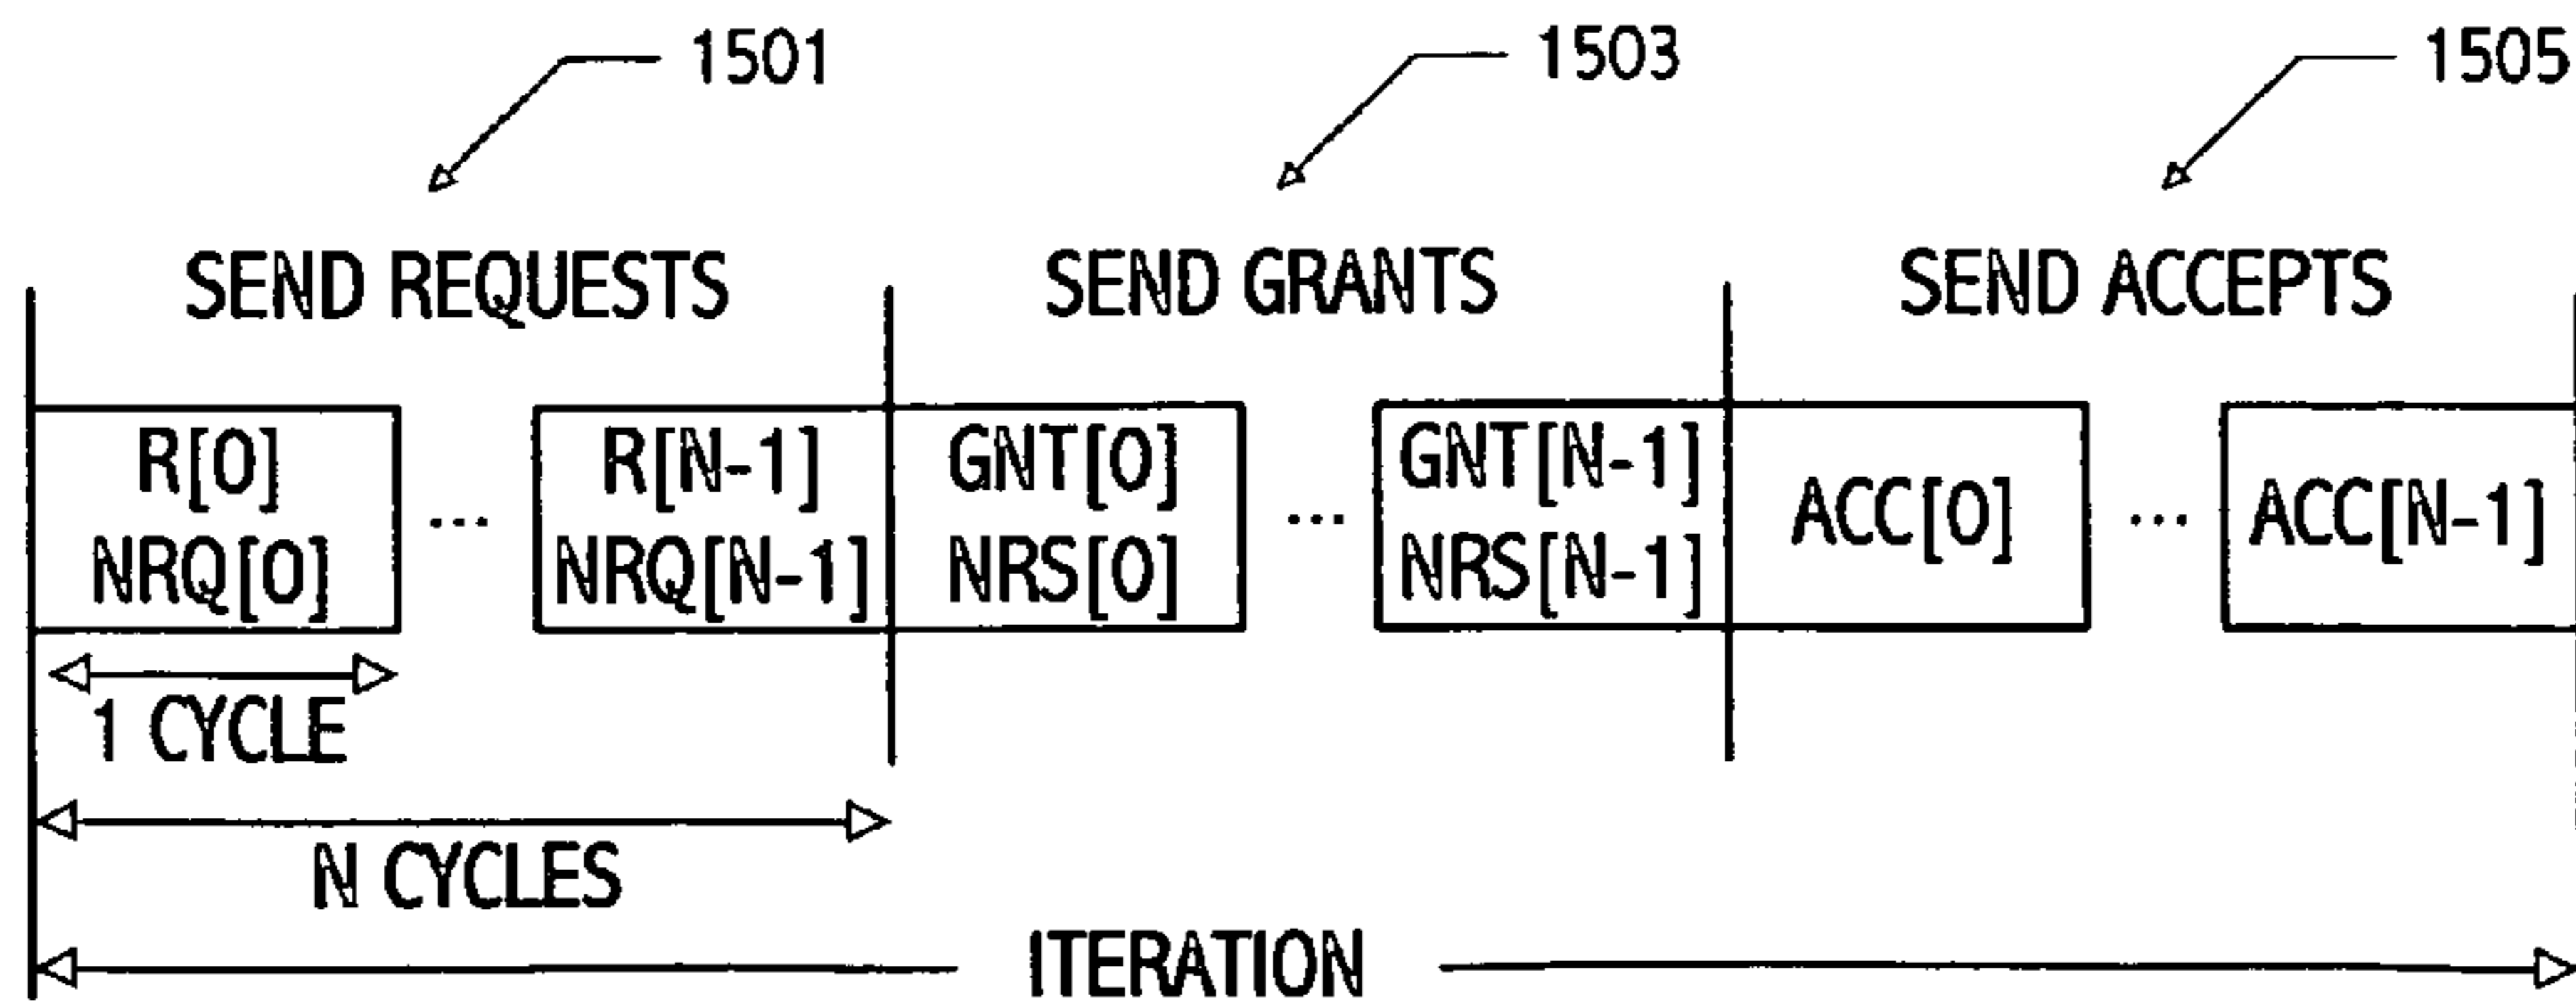 1501 1503 1505
SEND REQUESTS SEND GRANTS SEND ACCEPTS
R[0] R[N-1] GNT[0] GNT[N-1]
ACC[0] ... ACC[N-1]
NRQ[0] ... NRQ[N-1] NRS[0] ... NRS[N-1]
1 CYCLE
N CYCLES
ITERATION